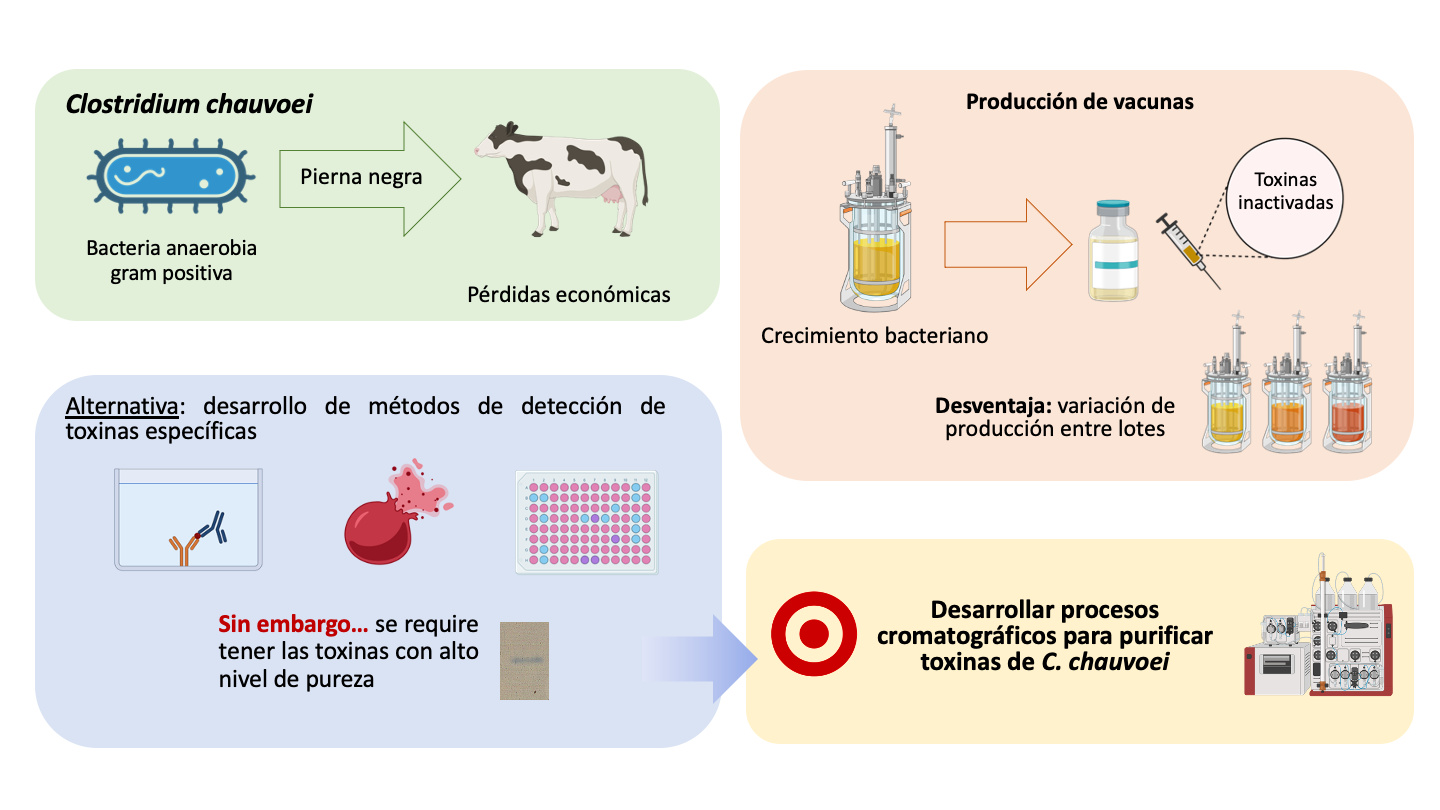 Clostridium chauvoei
Pierna negra
Bacteria anaerobia
gram positiva
Pérdidas económicas
Producción de vacunas
Toxinas
inactivadas
Crecimiento bacteriano
Desventaja: variación de
producción entre lotes
Alternativa: desarrollo de métodos de detección de
toxinas específicas
Sin embargo... se require
tener las toxinas con alto
nivel de pureza
Desarrollar procesos
cromatográficos para purificar
toxinas de C. chauvoei